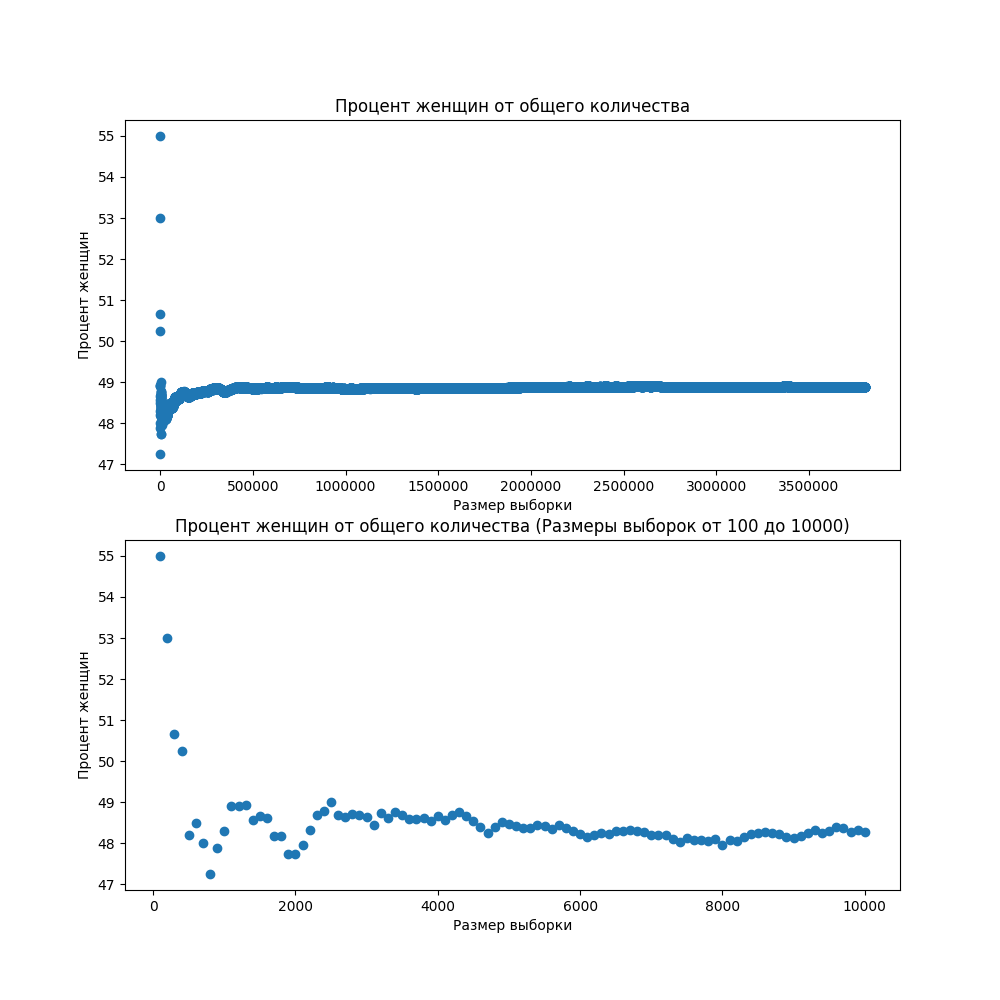 Процент женщин от общего количества
55
54
53
52
51
50
49
48
47
Процент женщин
0 500000 1000000 1500000 2000000 2500000 3000000 3500000
Размер выборки
Процент женщин от общего количества (Размеры выборок от 100 до 10000)
55
54
53
52
51
50
49
48
47
Процент женщин
0 2000 4000 6000 8000 10000
Размер выборки